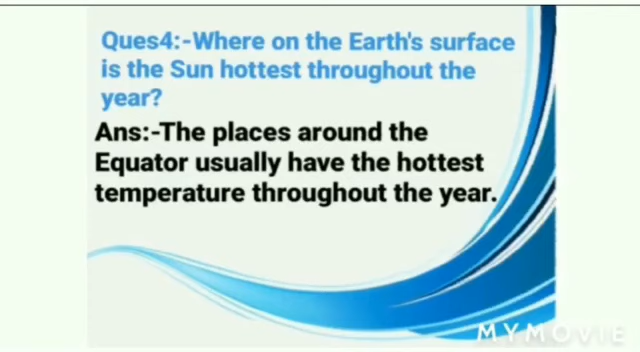 Ques4:-Where on the Earth's surface
is the Sun hottest throughout the
year?
Ans:-The places around the
Equator usually have the hottest
temperature throughout the year.
MYMOVIE